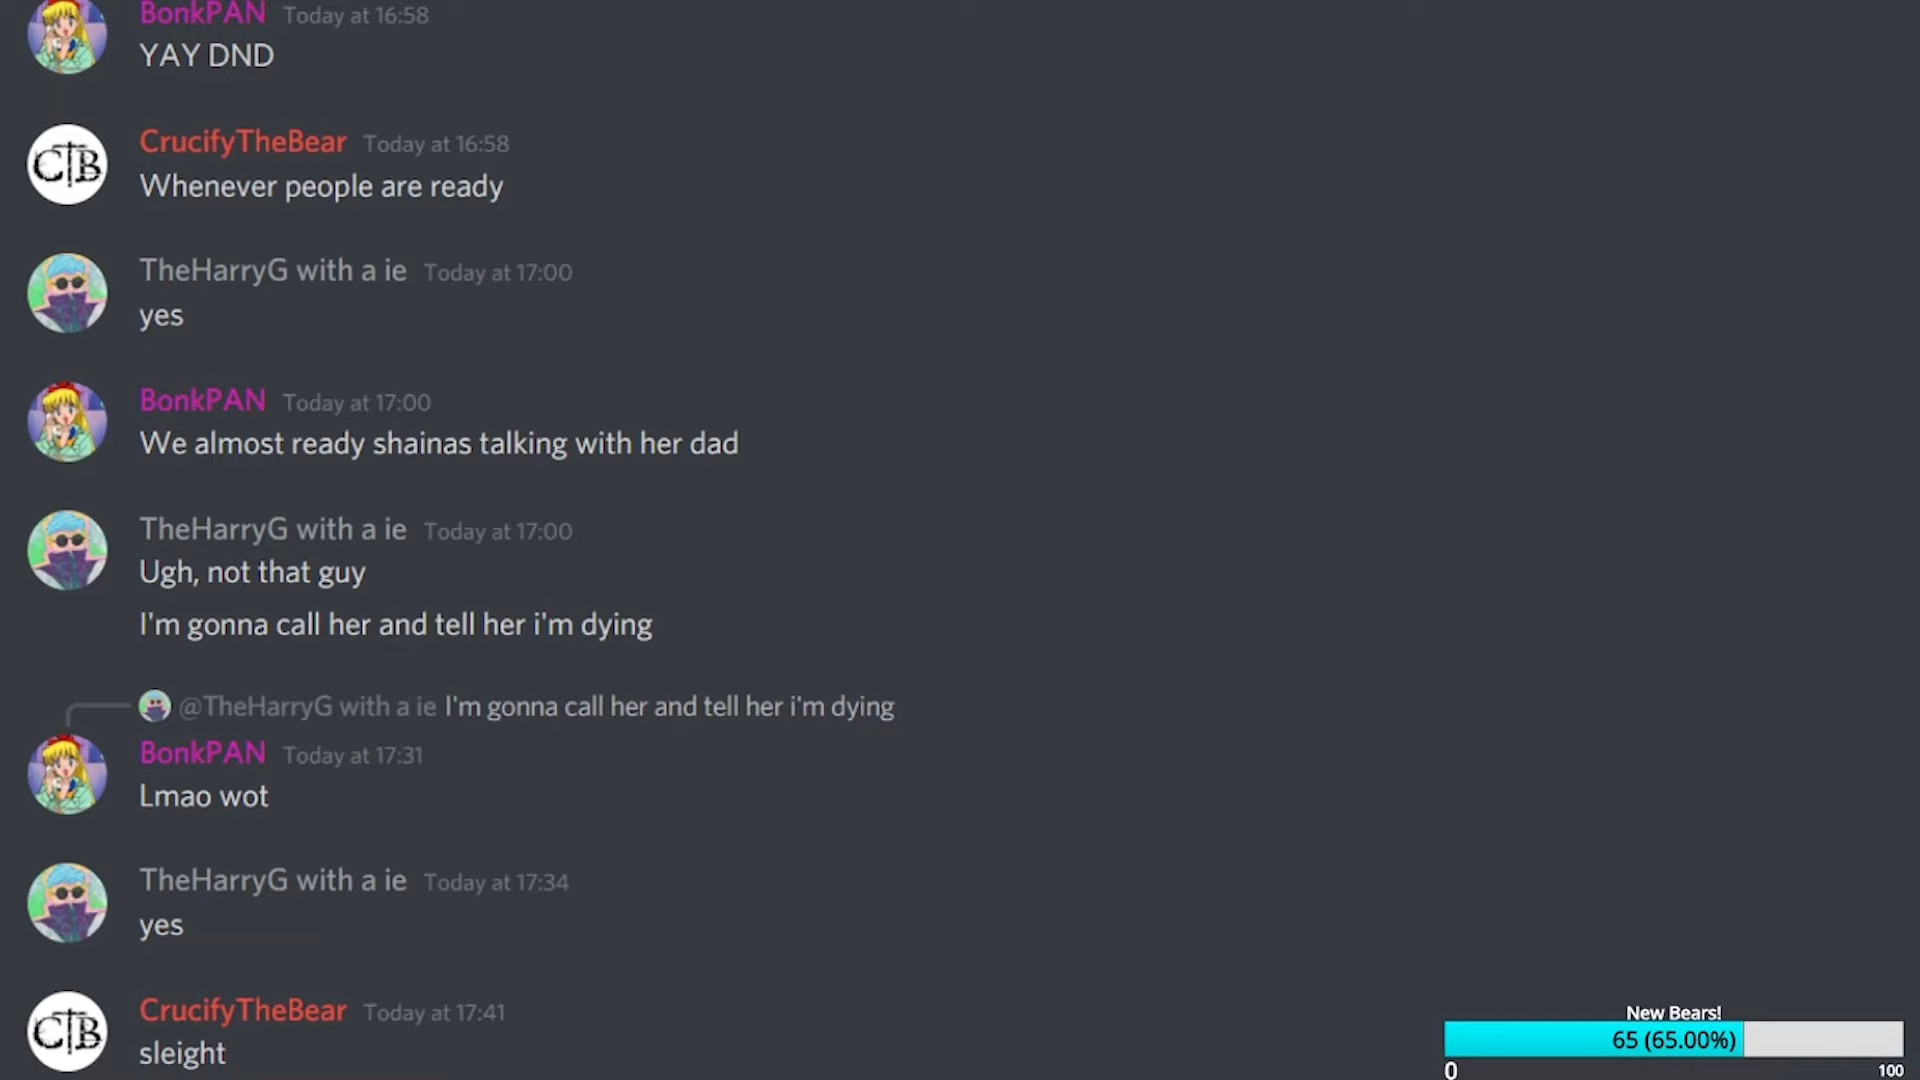 BonkPAN Today at 16:58
YAY DND
CTB
CrucifyTheBear Today at 16:58
Whenever people are ready
TheHarryG with a ie Today at 17:00
yes
BonkPAN Today at 17:00
We almost ready shainas talking with her dad
TheHarryG with a ie Today at 17:00
Ugh, not that guy
I'm gonna call her and tell her i'm dying
@TheHarryG with a ie I'm gonna call her and tell her i'm dying
BonkPAN Today at 17:31
Lmao wot
TheHarryG with a ie Today at 17:34
yes
CTB
CrucifyTheBear Today at 17:41
sleight
New Bears!
65 (65.00%)
0 100